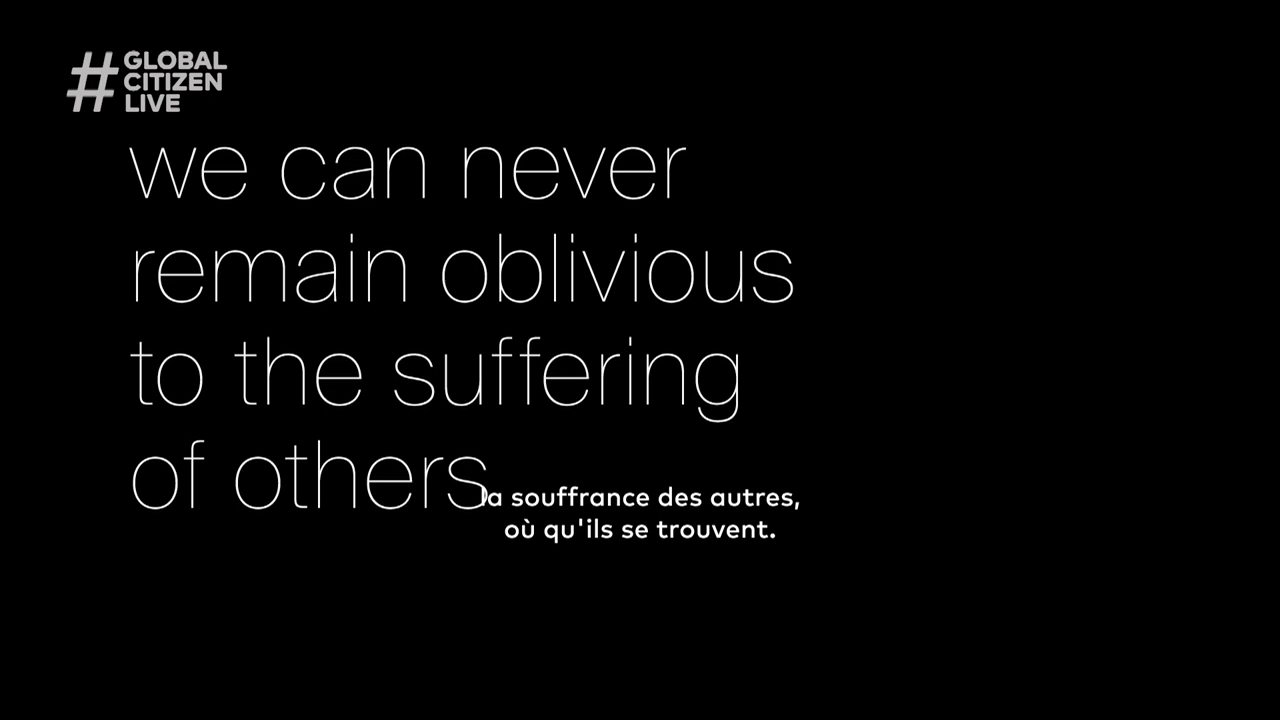 #GLOBAL
CITIZEN
LIVE
we can never
remain oblivious
to the suffering
of others
la souffrance des autres,
où qu'ils se trouvent.